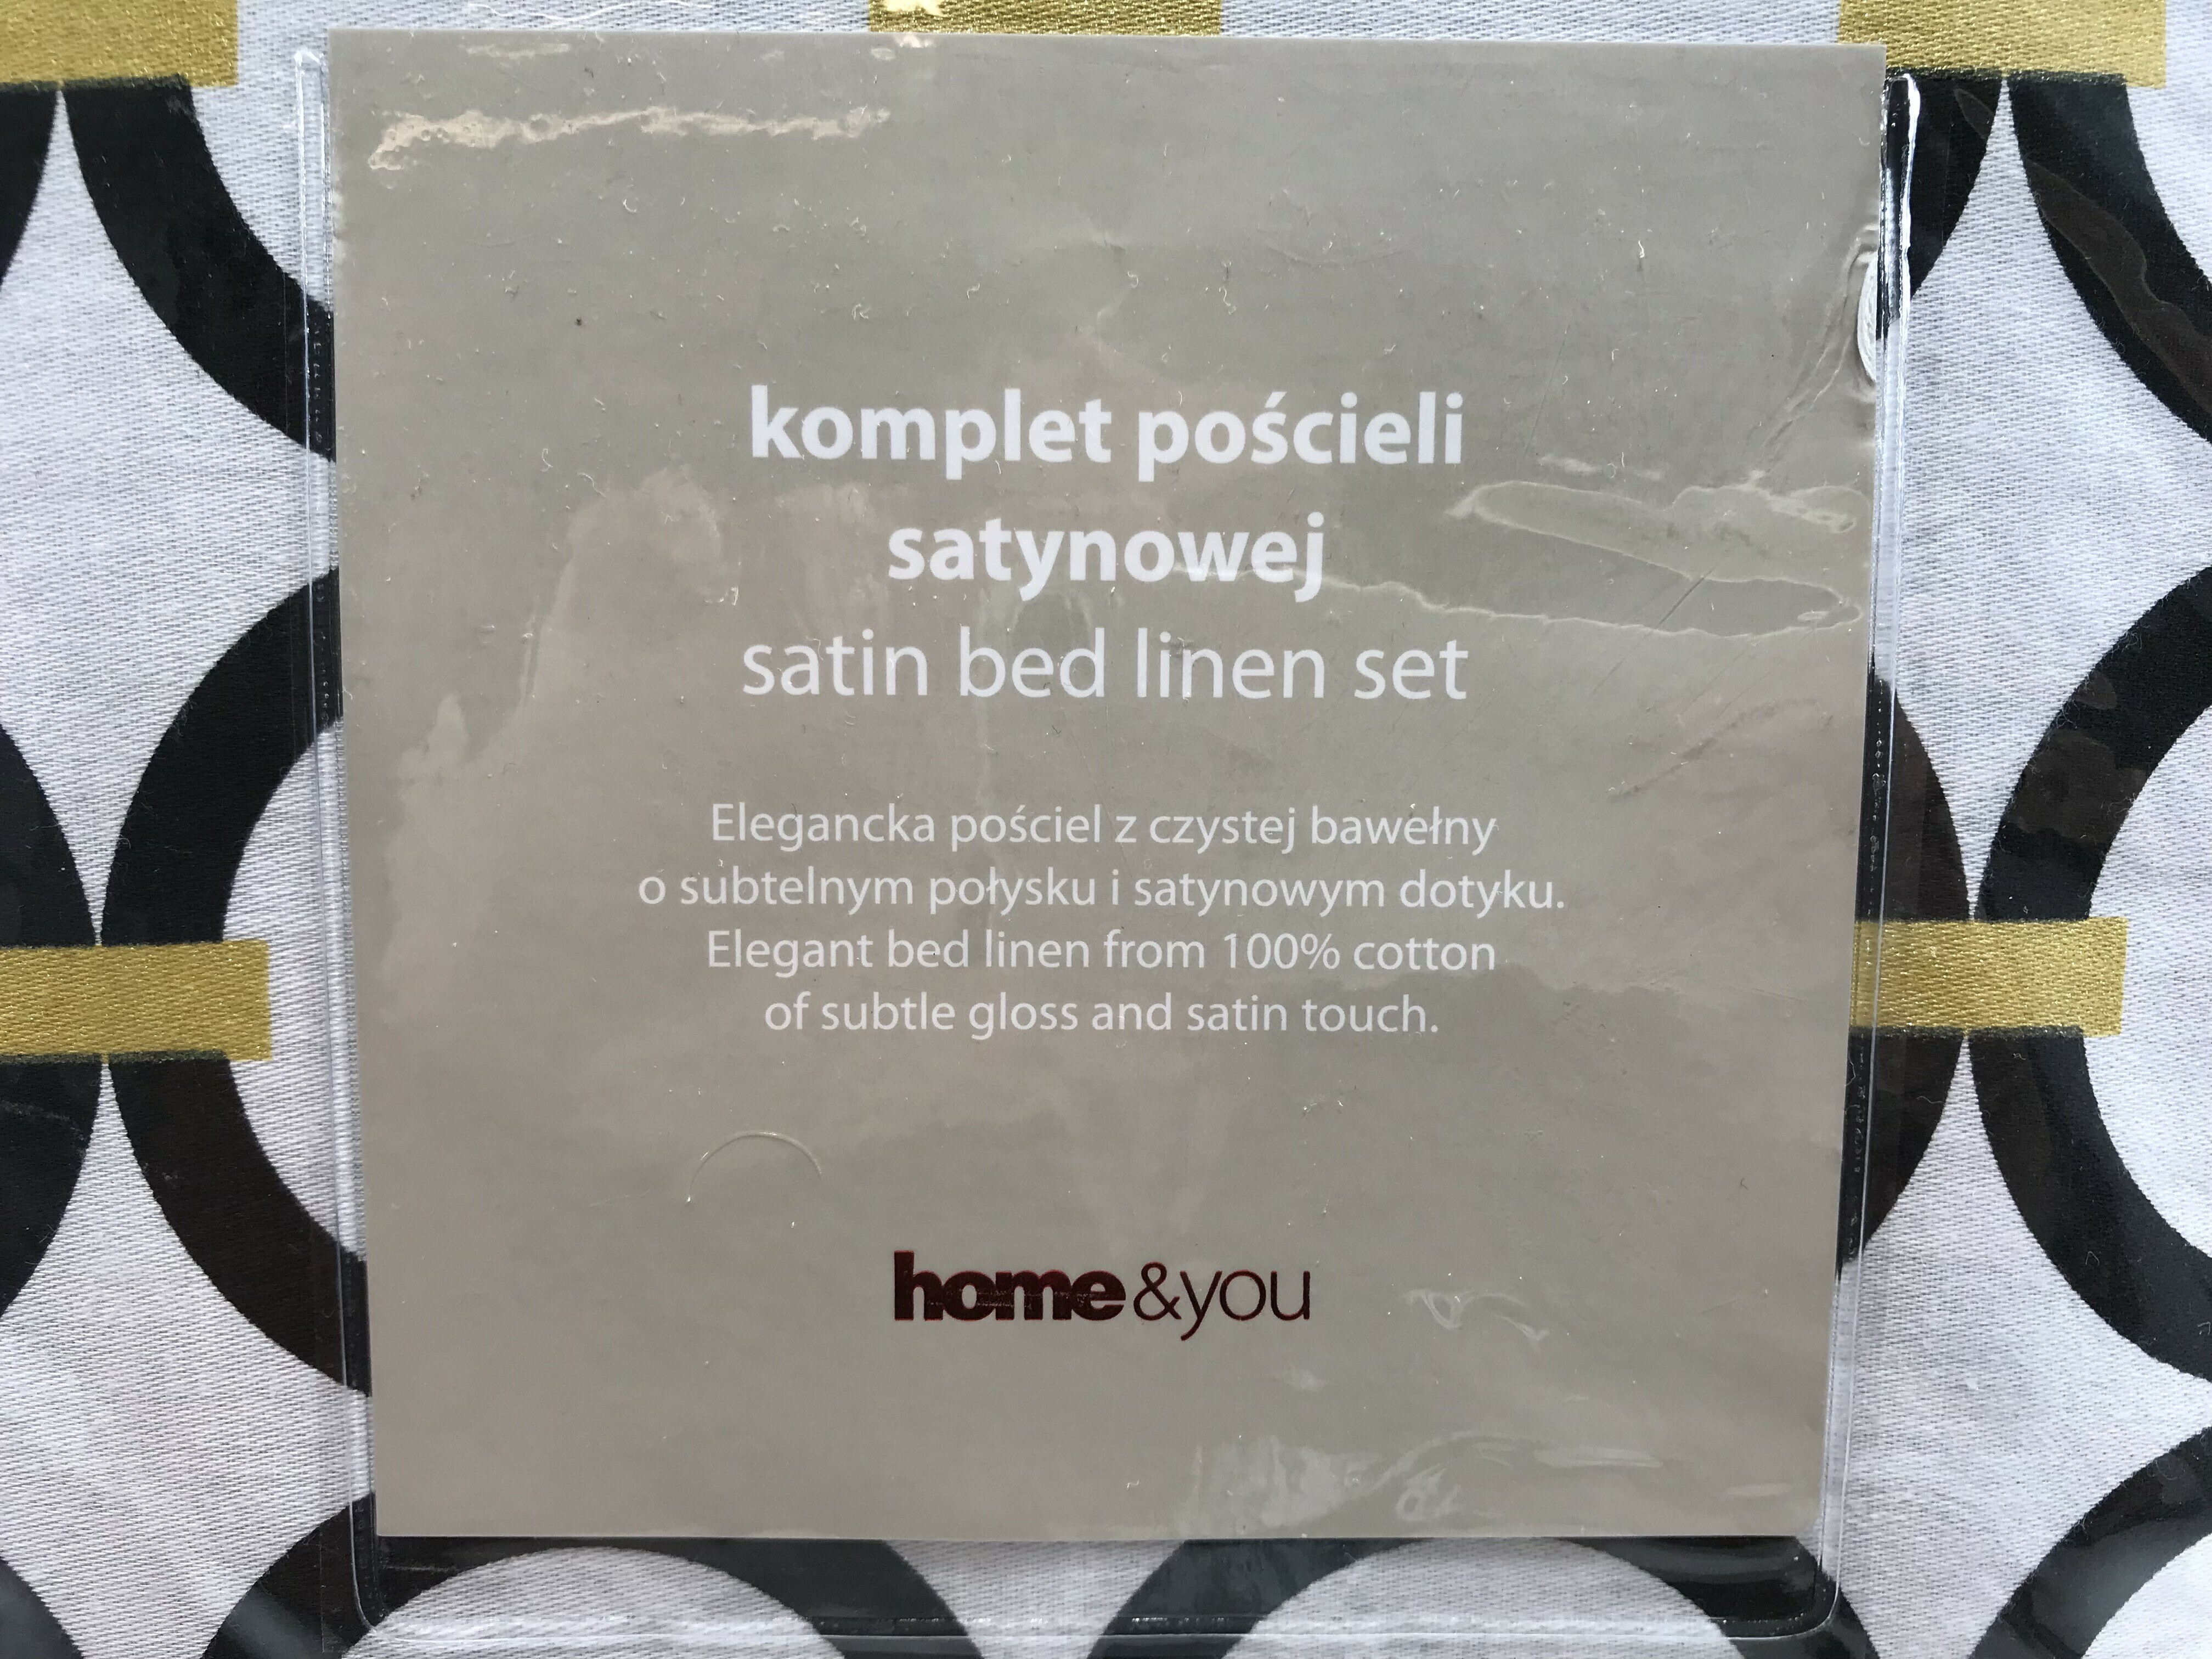 komplet pościeli
satynowej
satin bed linen set
Elegancka pościel z czystej bawełny
o subtelnym połysku i satynowym dotyku.
Elegant bed linen from 100% cotton
of subtle gloss and satin touch.
home&you